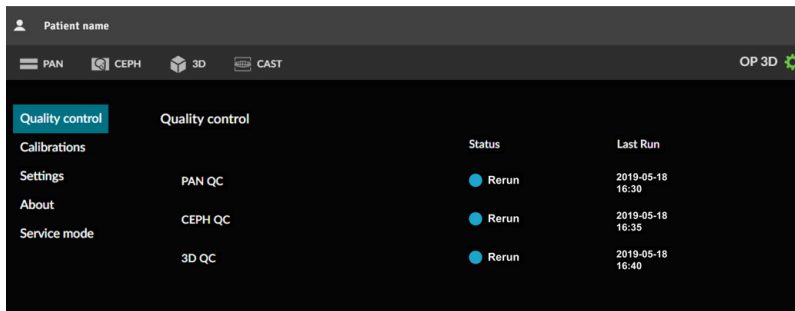 Patient name
PAN CEPH 3D CAST OP 3D
Quality control
Calibrations
Settings
About
Service mode
Quality control
Status Last Run
PAN QC Rerun 2019-05-18
16:30
CEPH QC Rerun 2019-05-18
16:35
3D QC Rerun 2019-05-18
16:40